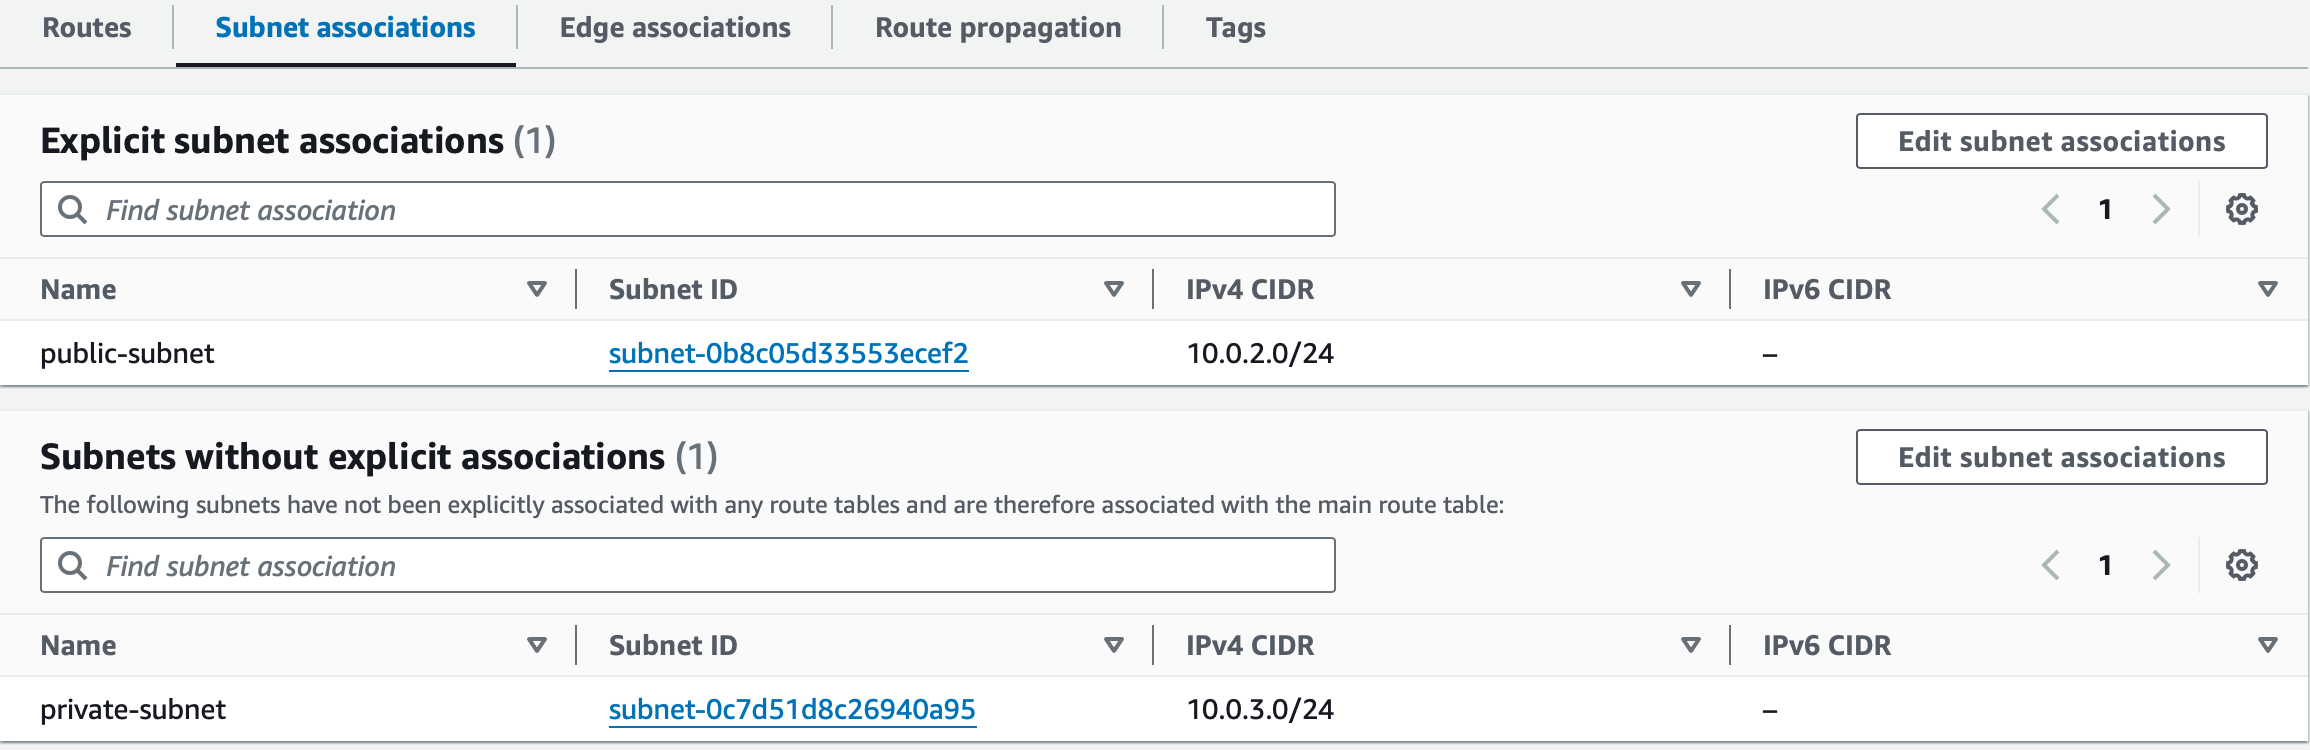 Routes Subnet associations Edge associations Route propagation Tags
Explicit subnet associations (1) Edit subnet associations
Find subnet association 1
Name Subnet ID IPv4 CIDR IPv6 CIDR
public-subnet subnet-0b8c05d33553ecef2 10.0.2.0/24 –
Subnets without explicit associations (1) Edit subnet associations
The following subnets have not been explicitly associated with any route tables and are therefore associated with the main route table:
Find subnet association 1
Name Subnet ID IPv4 CIDR IPv6 CIDR
private-subnet subnet-0c7d51d8c26940a95 10.0.3.0/24 –